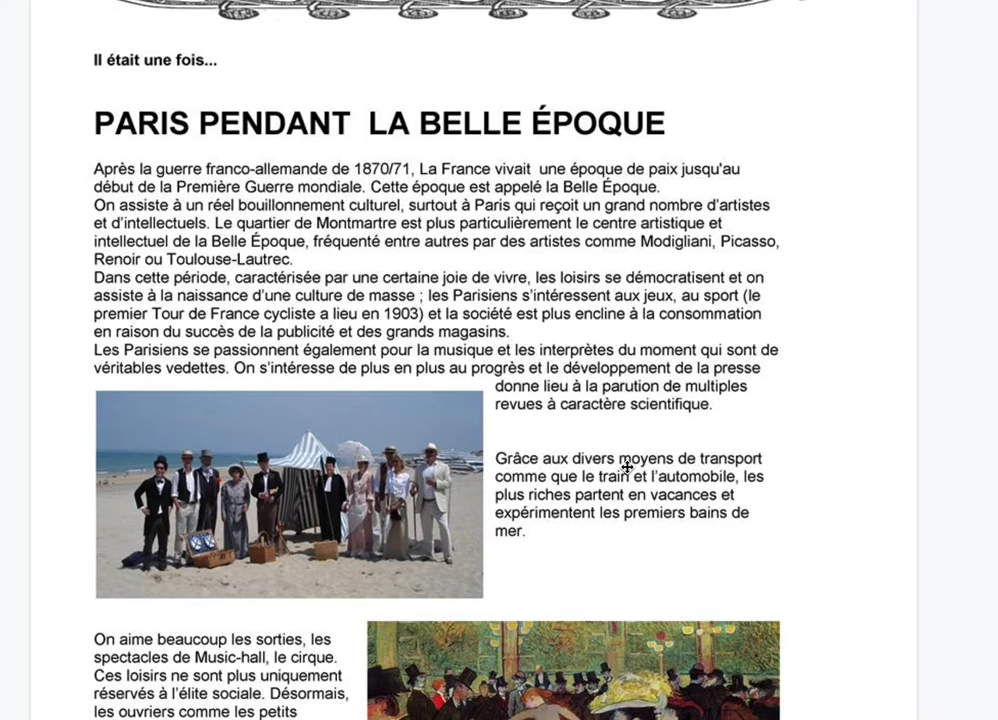 Il était une fois...
PARIS PENDANT  LA BELLE ÉPOQUE
Après la guerre franco-allemande de 1870/71, La France vivait  une époque de paix jusqu'au
début de la Première Guerre mondiale. Cette époque est appelé la Belle Époque.
On assiste à un réel bouillonnement culturel, surtout à Paris qui reçoit un grand nombre d’artistes
et d’intellectuels. Le quartier de Montmartre est plus particulièrement le centre artistique et
intellectuel de la Belle Époque, fréquenté entre autres par des artistes comme Modigliani, Picasso,
Renoir ou Toulouse-Lautrec.
Dans cette période, caractérisée par une certaine joie de vivre, les loisirs se démocratisent et on
assiste à la naissance d’une culture de masse ; les Parisiens s’intéressent aux jeux, au sport (le
premier Tour de France cycliste a lieu en 1903) et la société est plus encline à la consommation
en raison du succès de la publicité et des grands magasins.
Les Parisiens se passionnent également pour la musique et les interprètes du moment qui sont de
véritables vedettes. On s’intéresse de plus en plus au progrès et le développement de la presse
donne lieu à la parution de multiples
revues à caractère scientifique.
Grâce aux divers moyens de transport
comme que le train et l’automobile, les
plus riches partent en vacances et
expérimentent les premiers bains de
mer.
On aime beaucoup les sorties, les
spectacles de Music-hall, le cirque.
Ces loisirs ne sont plus uniquement
réservés à l’élite sociale. Désormais,
les ouvriers comme les petits